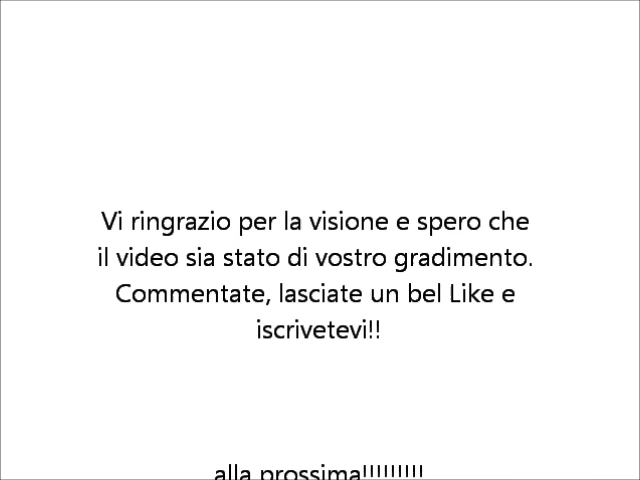 Vi ringrazio per la visione e spero che
il video sia stato di vostro gradimento.
Commentate, lasciate un bel Like e
iscrivetevi!!
alla prossima!!!!!!!!!